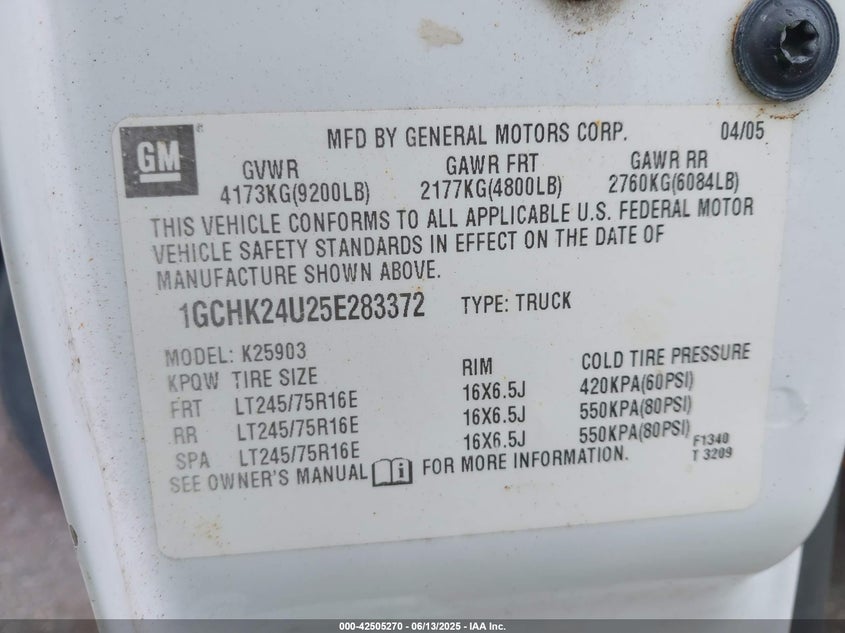 GM
MFD BY GENERAL MOTORS CORP. 04/05
GVWR GAWR FRT GAWR RR
4173KG(9200LB) 2177KG(4800LB) 2760KG(6084LB)
THIS VEHICLE CONFORMS TO ALL APPLICABLE U.S. FEDERAL MOTOR
VEHICLE SAFETY STANDARDS IN EFFECT ON THE DATE OF
MANUFACTURE SHOWN ABOVE.
1GCHK24U25E283372 TYPE: TRUCK
MODEL: K25903
KPQW TIRE SIZE RIM COLD TIRE PRESSURE
FRT LT245/75R16E 16X6.5J 420KPA(60PSI)
RR LT245/75R16E 16X6.5J 550KPA(80PSI)
SPA LT245/75R16E 16X6.5J 550KPA(80PSI)
SEE OWNER'S MANUAL i FOR MORE INFORMATION.
F1340
T 3209
000-42505270 - 06/13/2025 - IAA Inc.